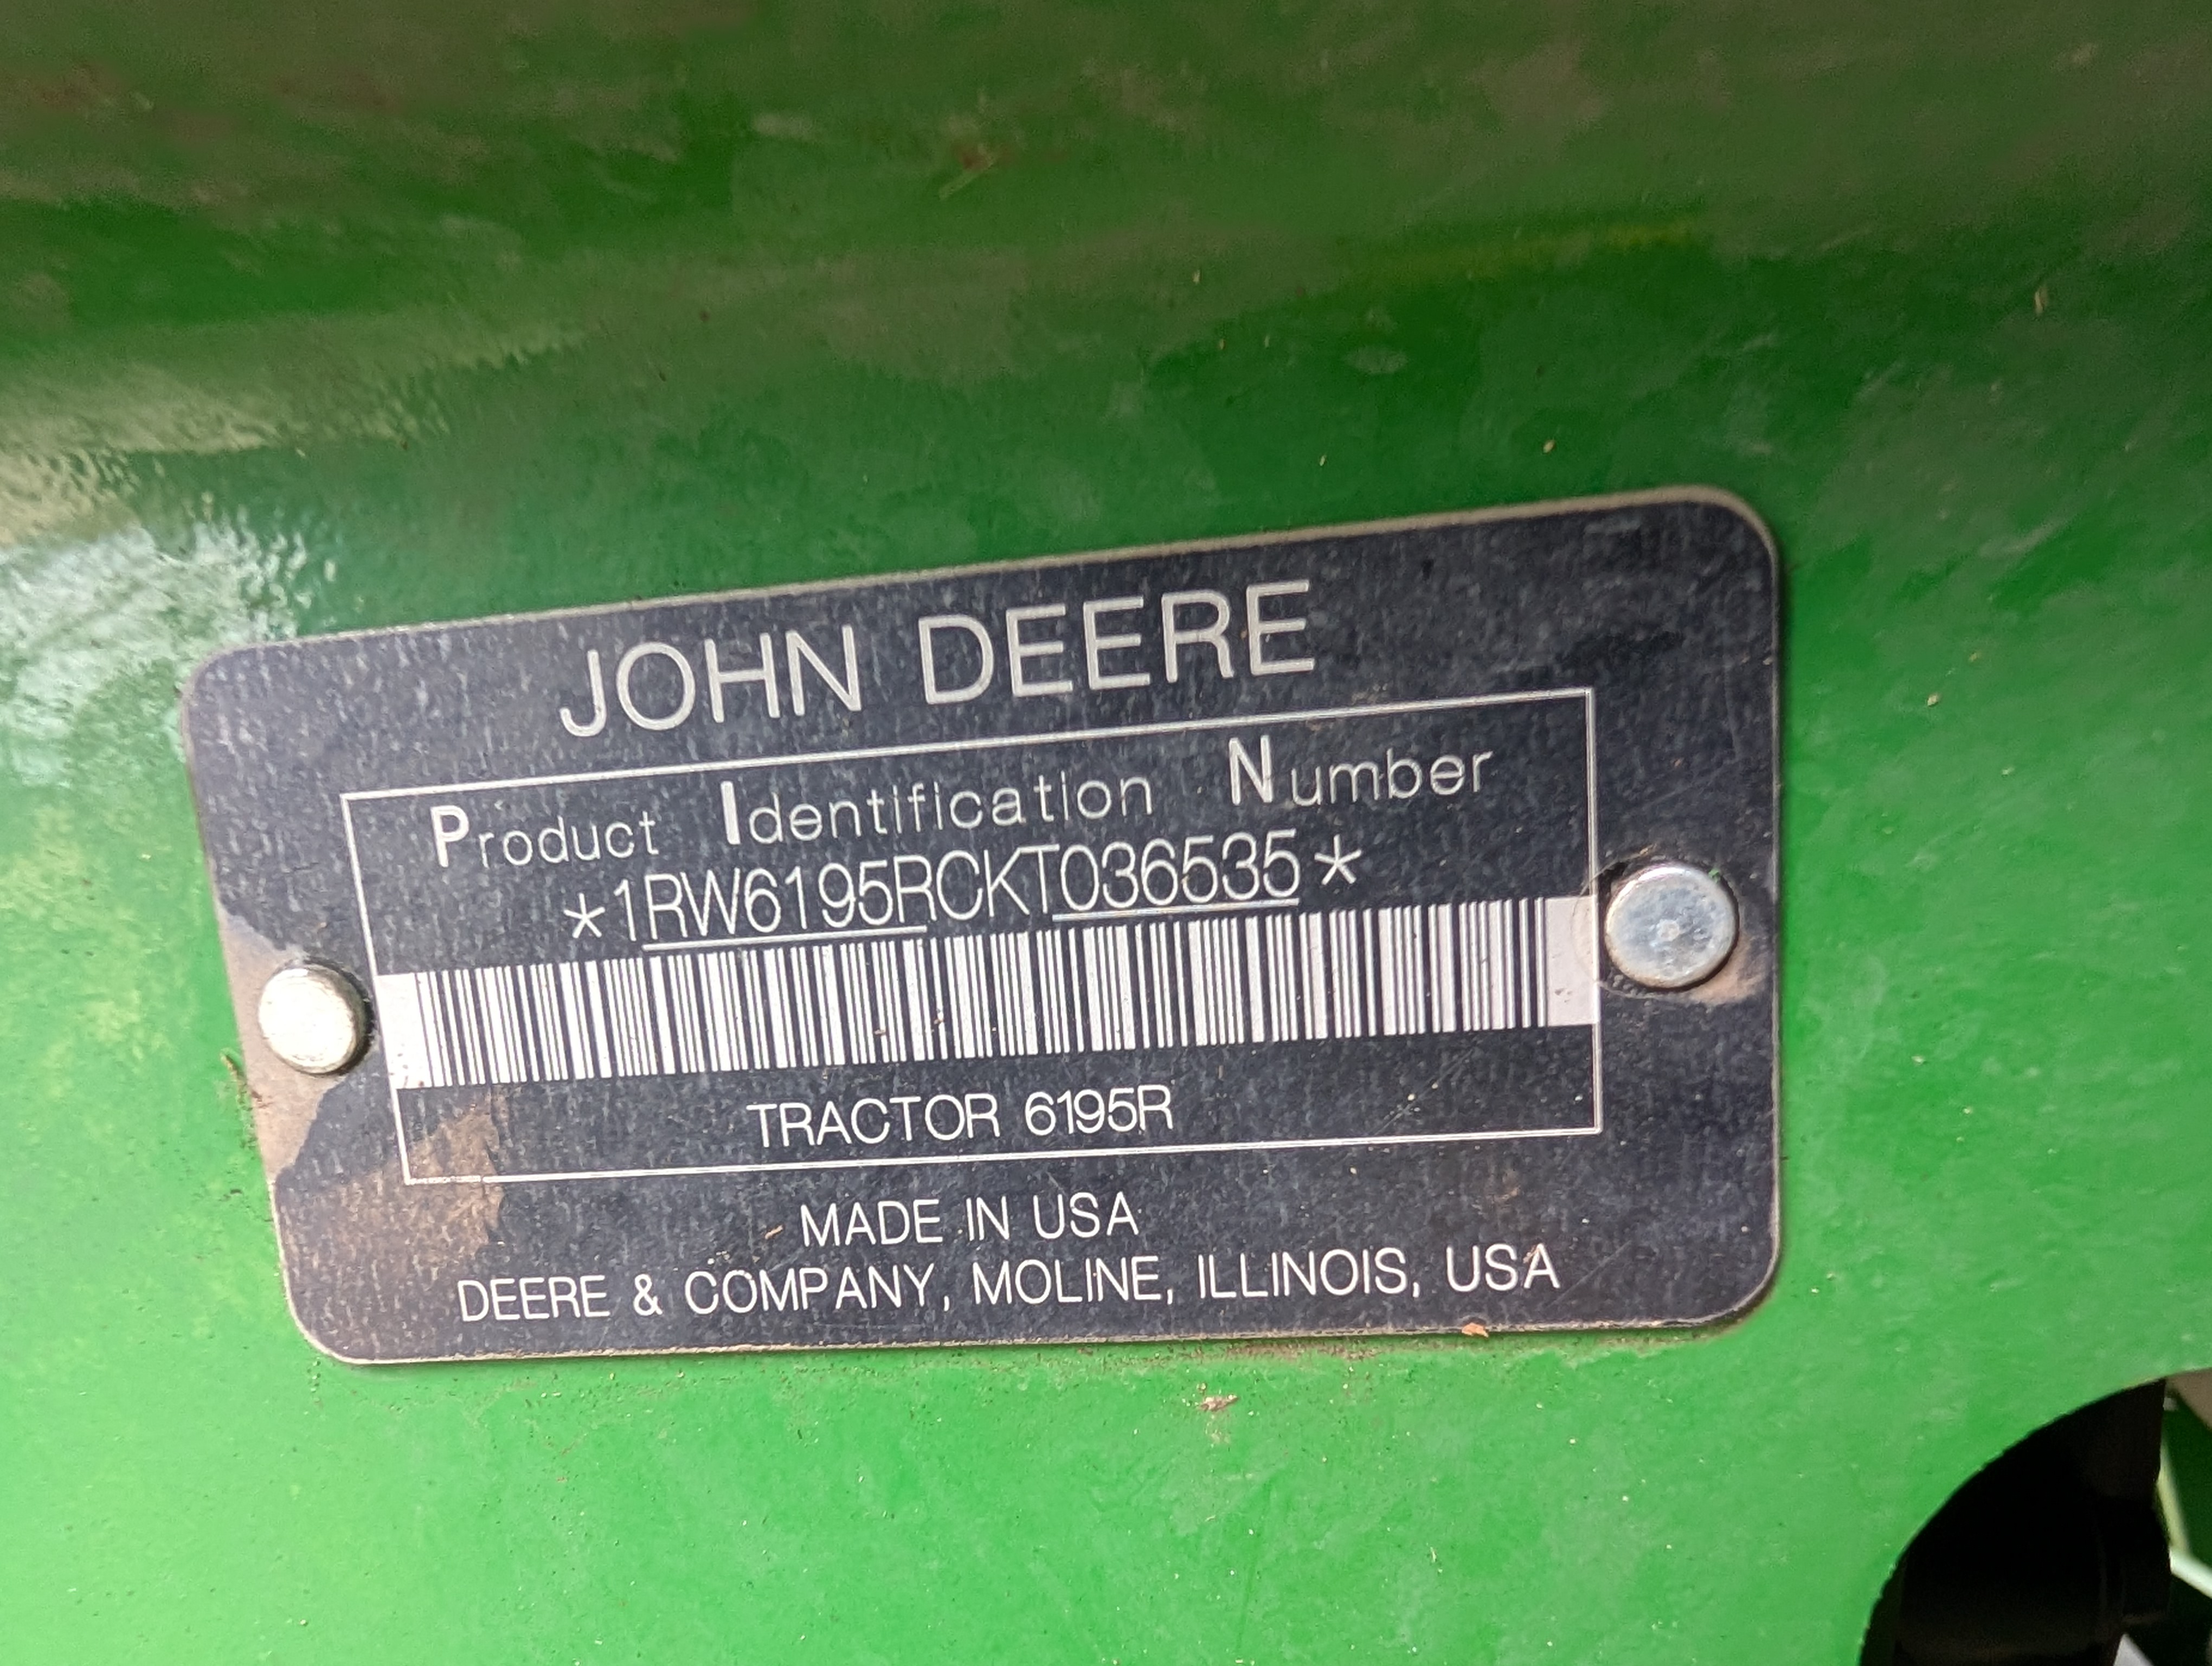 JOHN DEERE
Product Identification Number
*1RW6195RCKT036535*
TRACTOR 6195R
MADE IN USA
DEERE & COMPANY, MOLINE, ILLINOIS, USA